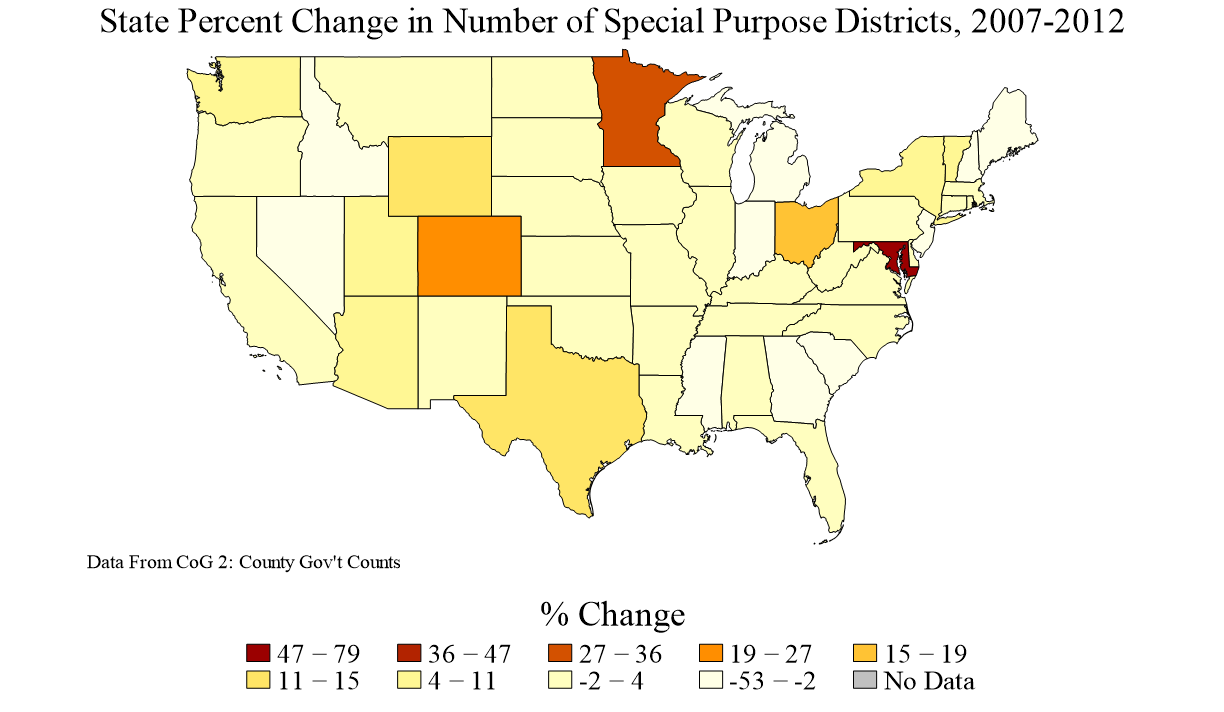 State Percent Change in Number of Special Purpose Districts, 2007-2012
Data From CoG 2: County Gov't Counts
% Change
47 – 79 36 – 47 27 – 36 19 – 27 15 – 19
11 – 15 4 – 11 -2 – 4 -53 – -2 No Data